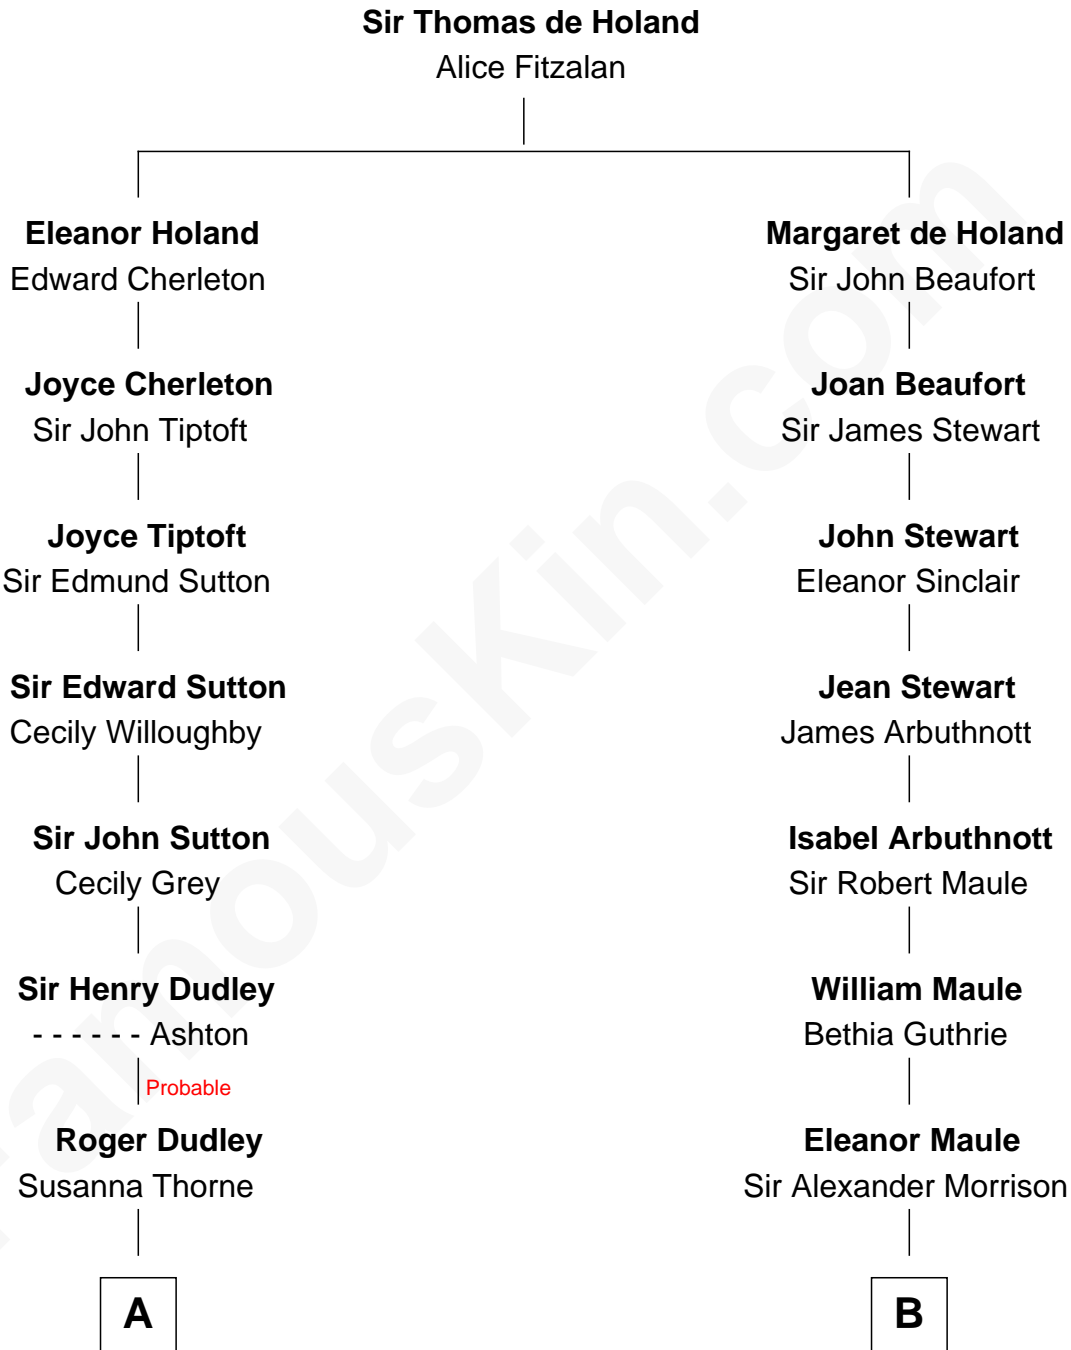 Sir Thomas de Holand
Alice Fitzalan
Eleanor Holand
Edward Cherleton
Joyce Cherleton
Sir John Tiptoft
Joyce Tiptoft
Sir Edmund Sutton
Sir Edward Sutton
Cecily Willoughby
Sir John Sutton
Cecily Grey
Sir Henry Dudley
- - - - - - Ashton
Probable
Roger Dudley
Susanna Thorne
A
Margaret de Holand
Sir John Beaufort
Joan Beaufort
Sir James Stewart
John Stewart
Eleanor Sinclair
Jean Stewart
James Arbuthnott
Isabel Arbuthnott
Sir Robert Maule
William Maule
Bethia Guthrie
Eleanor Maule
Sir Alexander Morrison
B
FamousKin.com